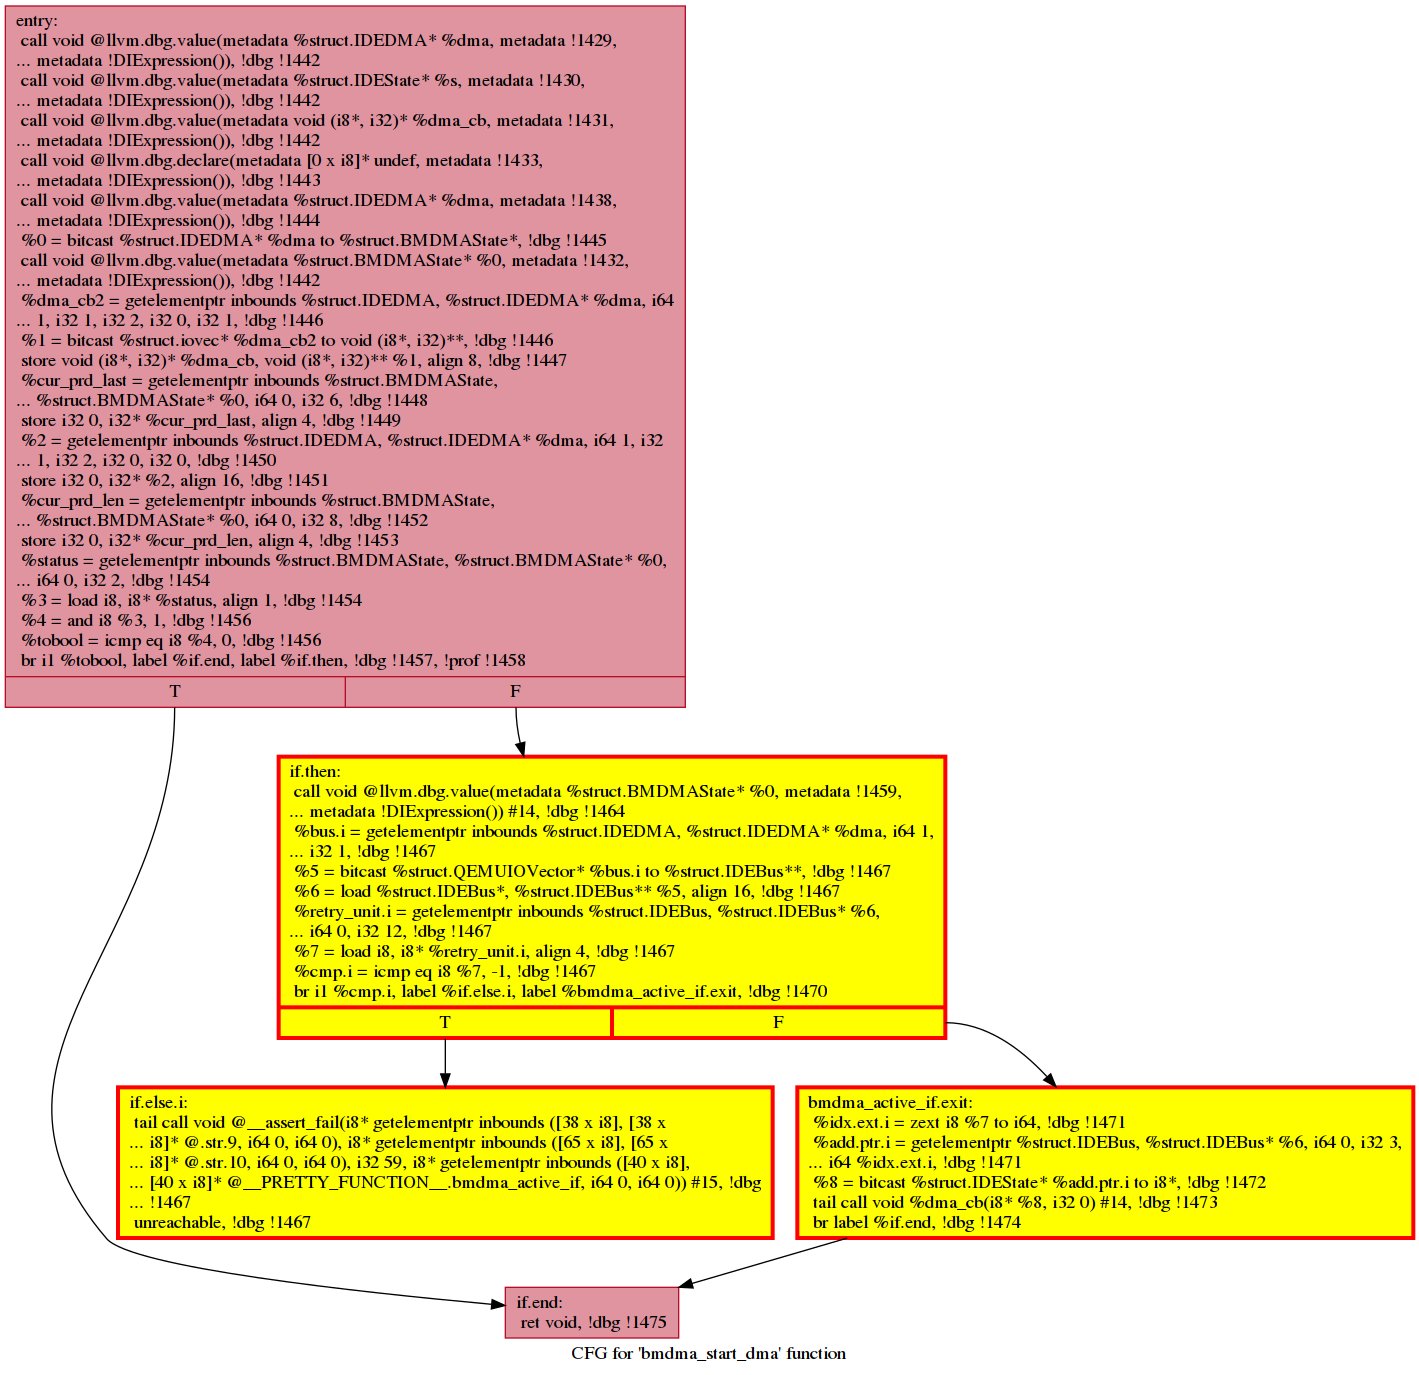 entry:
call void @llvm.dbg.value(metadata %struct.IDEDMA* %dma, metadata !1429,
... metadata !DIExpression()), !dbg !1442
call void @llvm.dbg.value(metadata %struct.IDEState* %s, metadata !1430,
... metadata !DIExpression()), !dbg !1442
call void @llvm.dbg.value(metadata void (i8*, i32)* %dma_cb, metadata !1431,
... metadata !DIExpression()), !dbg !1442
call void @llvm.dbg.declare(metadata [0 x i8]* undef, metadata !1433,
... metadata !DIExpression()), !dbg !1443
call void @llvm.dbg.value(metadata %struct.IDEDMA* %dma, metadata !1438,
... metadata !DIExpression()), !dbg !1444
%0 = bitcast %struct.IDEDMA* %dma to %struct.BMDMAState*, !dbg !1445
call void @llvm.dbg.value(metadata %struct.BMDMAState* %0, metadata !1432,
... metadata !DIExpression()), !dbg !1442
%dma_cb2 = getelementptr inbounds %struct.IDEDMA, %struct.IDEDMA* %dma, i64
... 1, i32 1, i32 2, i32 0, i32 1, !dbg !1446
%1 = bitcast %struct.iovec* %dma_cb2 to void (i8*, i32)**, !dbg !1446
store void (i8*, i32)* %dma_cb, void (i8*, i32)** %1, align 8, !dbg !1447
%cur_prd_last = getelementptr inbounds %struct.BMDMAState,
... %struct.BMDMAState* %0, i64 0, i32 6, !dbg !1448
store i32 0, i32* %cur_prd_last, align 4, !dbg !1449
%2 = getelementptr inbounds %struct.IDEDMA, %struct.IDEDMA* %dma, i64 1, i32
... 1, i32 2, i32 0, i32 0, !dbg !1450
store i32 0, i32* %2, align 16, !dbg !1451
%cur_prd_len = getelementptr inbounds %struct.BMDMAState,
... %struct.BMDMAState* %0, i64 0, i32 8, !dbg !1452
store i32 0, i32* %cur_prd_len, align 4, !dbg !1453
%status = getelementptr inbounds %struct.BMDMAState, %struct.BMDMAState* %0,
... i64 0, i32 2, !dbg !1454
%3 = load i8, i8* %status, align 1, !dbg !1454
%4 = and i8 %3, 1, !dbg !1456
%tobool = icmp eq i8 %4, 0, !dbg !1456
br i1 %tobool, label %if.end, label %if.then, !dbg !1457, !prof !1458
T
F
if.then:
call void @llvm.dbg.value(metadata %struct.BMDMAState* %0, metadata !1459,
... metadata !DIExpression()) #14, !dbg !1464
%bus.i = getelementptr inbounds %struct.IDEDMA, %struct.IDEDMA* %dma, i64 1,
... i32 1, !dbg !1467
%5 = bitcast %struct.QEMUIOVector* %bus.i to %struct.IDEBus**, !dbg !1467
%6 = load %struct.IDEBus*, %struct.IDEBus** %5, align 16, !dbg !1467
%retry_unit.i = getelementptr inbounds %struct.IDEBus, %struct.IDEBus* %6,
... i64 0, i32 12, !dbg !1467
%7 = load i8, i8* %retry_unit.i, align 4, !dbg !1467
%cmp.i = icmp eq i8 %7, -1, !dbg !1467
br i1 %cmp.i, label %if.else.i, label %bmdma_active_if.exit, !dbg !1470
T
F
if.else.i:
tail call void @__assert_fail(i8* getelementptr inbounds ([38 x i8], [38 x
... i8]* @.str.9, i64 0, i64 0), i8* getelementptr inbounds ([65 x i8], [65 x
... i8]* @.str.10, i64 0, i64 0), i32 59, i8* getelementptr inbounds ([40 x i8],
... [40 x i8]* @__PRETTY_FUNCTION__.bmdma_active_if, i64 0, i64 0)) #15, !dbg
... !1467
unreachable, !dbg !1467
bmdma_active_if.exit:
%idx.ext.i = zext i8 %7 to i64, !dbg !1471
%add.ptr.i = getelementptr %struct.IDEBus, %struct.IDEBus* %6, i64 0, i32 3,
... i64 %idx.ext.i, !dbg !1471
%8 = bitcast %struct.IDEState* %add.ptr.i to i8*, !dbg !1472
tail call void %dma_cb(i8* %8, i32 0) #14, !dbg !1473
br label %if.end, !dbg !1474
if.end:
ret void, !dbg !1475
CFG for 'bmdma_start_dma' function